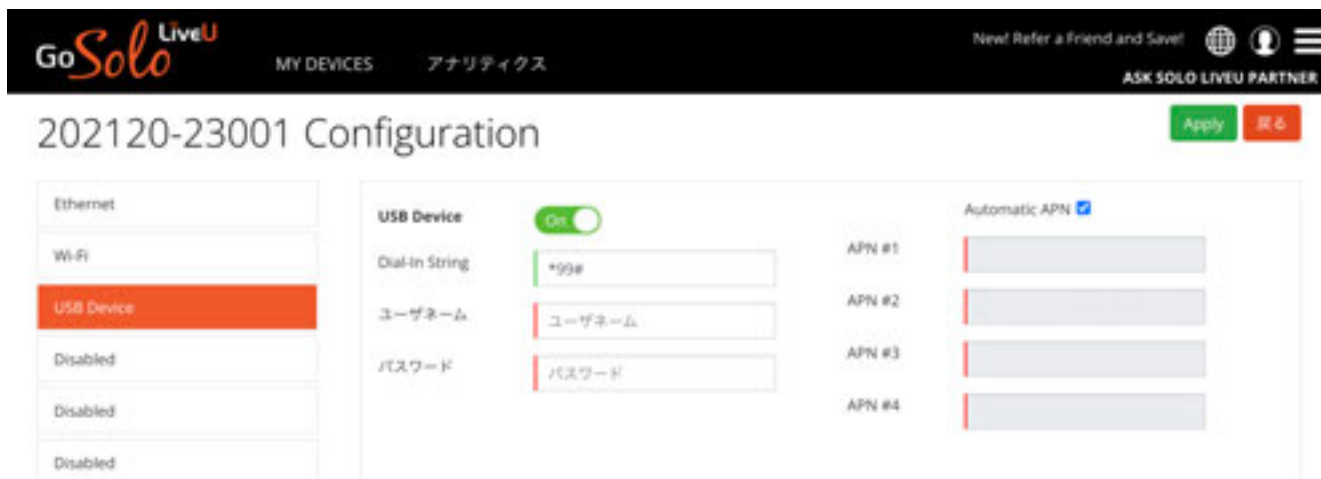 GoSolo LiveU
MY DEVICES
アナリティクス
New! Refer a Friend and Save!
ASK SOLO LIVEU PARTNER
202120-23001 Configuration
Apply
戻る
Ethernet
Wi-Fi
USB Device
Disabled
Disabled
Disabled
USB Device
On
Dial-In String
*99#
ユーザネーム
ユーザネーム
パスワード
パスワード
Automatic APN
APN #1
APN #2
APN #3
APN #4